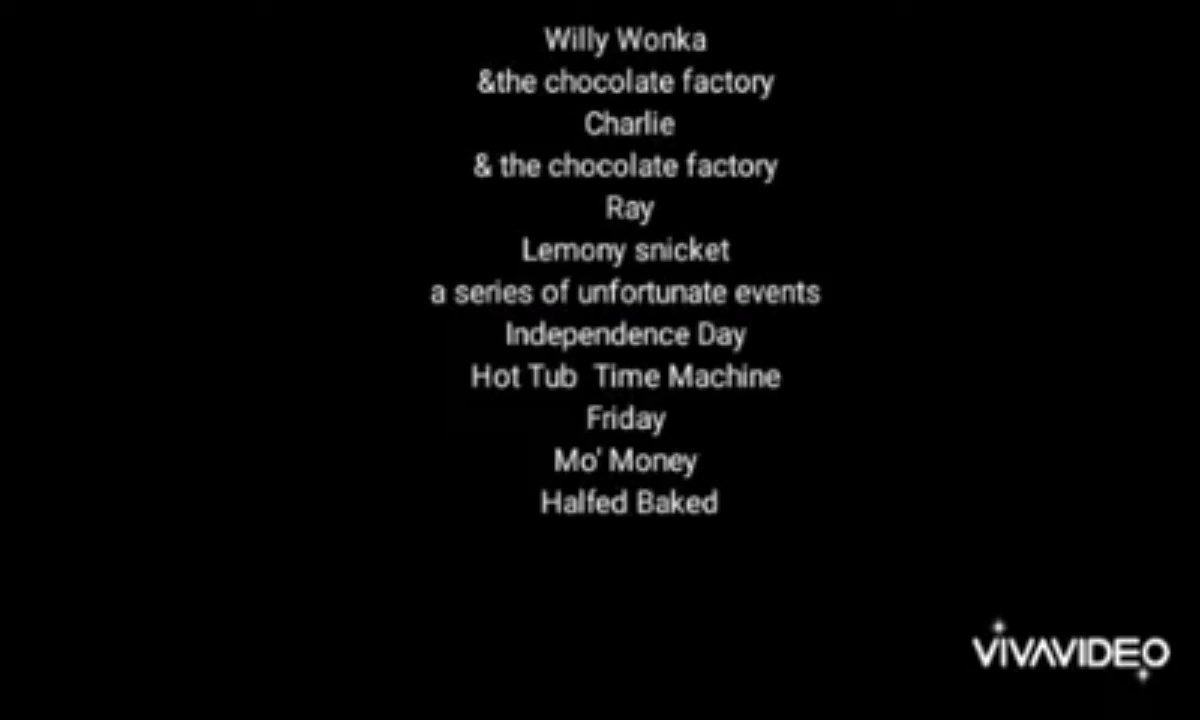 Willy Wonka
&the chocolate factory
Charlie
& the chocolate factory
Ray
Lemony snicket
a series of unfortunate events
Independence Day
Hot Tub  Time Machine
Friday
Mo' Money
Halfed Baked
VIVAVIDEO